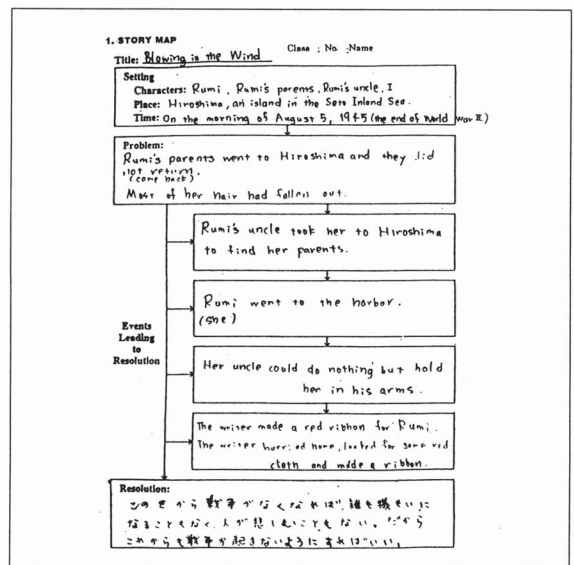 1. STORY MAP
Class ; No. ;Name
Title: Blowing in the Wind
Setting
Characters: Rumi, Rumi's parents, Rumi's uncle, I
Place: Hiroshima, an island in the Seto Inland Sea.
Time: On the morning of August 5, 1945 (the end of World War II)
Problem:
Rumi's parents went to Hiroshima and they did
not return.
(come back)
Most of her hair had fallen out.
Rumi's uncle took her to Hiroshima
to find her parents.
Rumi went to the harbor.
(she)
Events
Leading
to
Resolution
Her uncle could do nothing but hold
her in his arms.
The writer made a red ribbon for Rumi.
The writer hurried home, looked for some red
cloth and made a ribbon.
Resolution:
この世から戦争がなくなれば、誰も犠せいに
なることもなく、人が悲しむこともない。だから
これからも戦争が起きないようにすればいい。